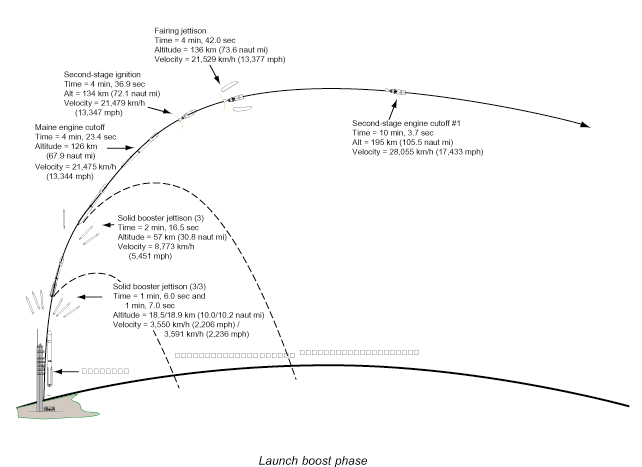 Fairing jettison
Time = 4 min, 42.0 sec
Altitude = 136 km (73.6 naut mi)
Velocity = 21,529 km/h (13,377 mph)
Second-stage ignition
Time = 4 min, 36.9 sec
Alt = 134 km (72.1 naut mi)
Velocity = 21,479 km/h
(13,347 mph)
Second-stage engine cutoff #1
Time = 10 min, 3.7 sec
Alt = 195 km (105.5 naut mi)
Velocity = 28,055 km/h (17,433 mph)
Maine engine cutoff
Time = 4 min, 23.4 sec
Altitude = 126 km
(67.9 naut mi)
Velocity = 21,475 km/h
(13,344 mph)
Solid booster jettison (3)
Time = 2 min, 16.5 sec
Altitude = 57 km (30.8 naut mi)
Velocity = 8,773 km/h
(5,451 mph)
Solid booster jettison (3/3)
Time = 1 min, 6.0 sec and
1 min, 7.0 sec
Altitude = 18.5/18.9 km (10.0/10.2 naut mi)
Velocity = 3,550 km/h (2,206 mph) /
3,591 km/h (2,236 mph)
Launch boost phase